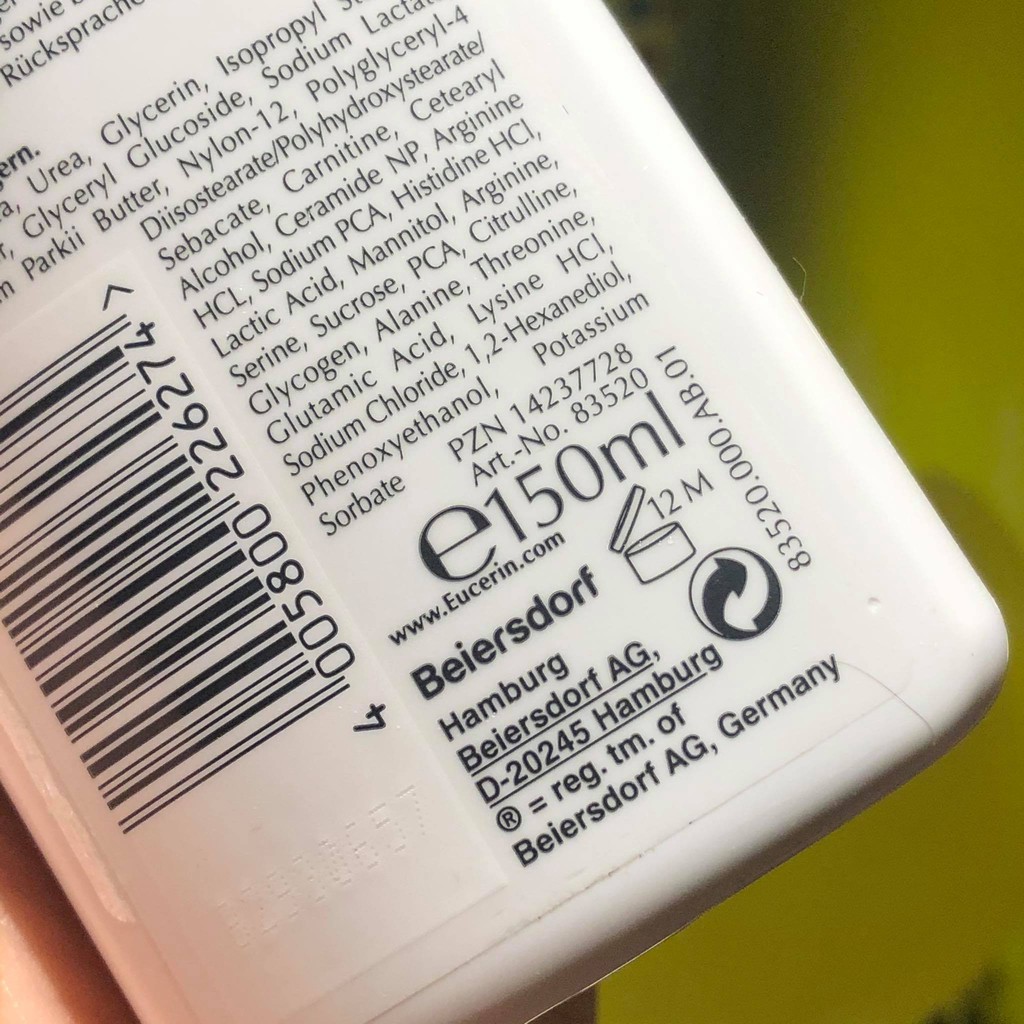 sowie
Rücksprache
ern.
Urea, Glycerin, Isopropyl
Glyceryl Glucoside, Sodium
Parkii Butter, Nylon-12, Polyglyceryl-4
Diisostearate/Polyhydroxystearate/
Sebacate, Carnitine, Cetearyl
Alcohol, Ceramide NP, Arginine
HCL, Sodium PCA, Histidine HCl,
Lactic Acid, Mannitol, Arginine,
Serine, Sucrose, PCA, Citrulline,
Glycogen, Alanine, Threonine,
Glutamic Acid, Lysine HCl,
Sodium Chloride, 1,2-Hexanediol,
Phenoxyethanol, Potassium
Sorbate
PZN 14237728
Art.-No. 83520
e150ml
12 M
83520.000.AB.01
www.Eucerin.com
Beiersdorf
Hamburg
Beiersdorf AG,
D-20245 Hamburg
® = reg. tm. of
Beiersdorf AG, Germany
4 005800 226274 >